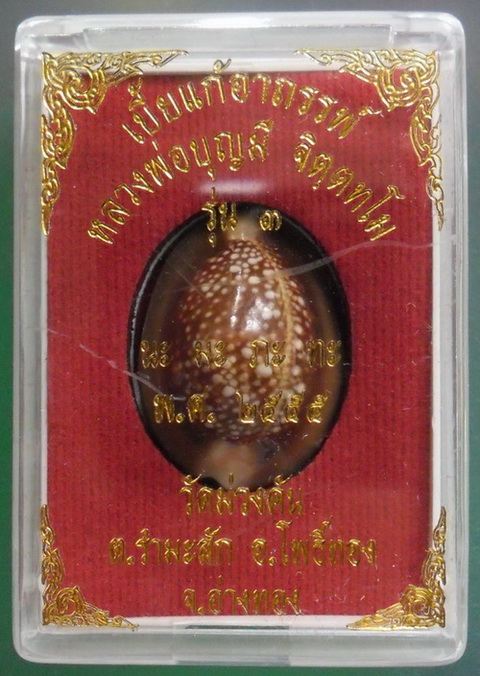 เบี้ยแก้อาถรรพ์
หลวงพ่อบุญมี จิตฺตทโม
รุ่น ๓
นะ มะ ภะ ทะ
พ.ศ. ๒๕๕๕
วัดม่วงคัน
ต.รำมะสัก อ.โพธิ์ทอง
จ.อ่างทอง